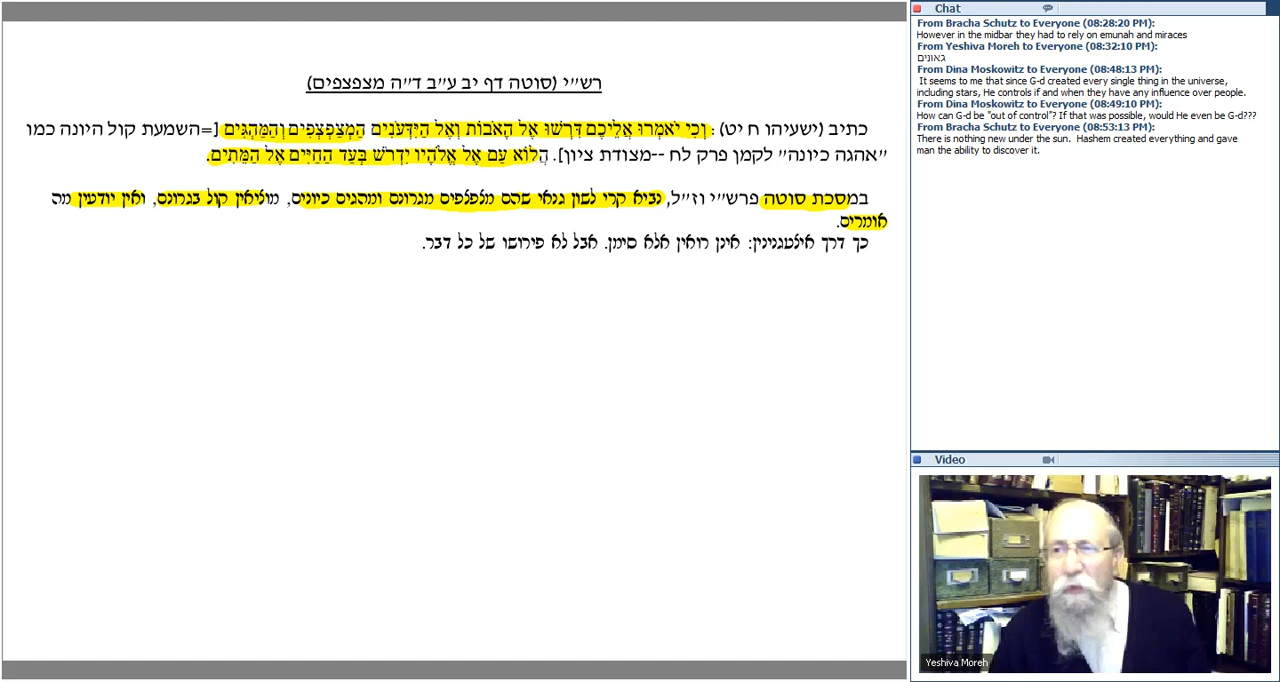 רש״י (סוטה דף יב ע״ב ד״ה מצפצפים)
כתיב (ישעיהו ח יט): וְכִי יֹאמְרוּ אֲלֵיכֶם דִּרְשׁוּ אֶל הָאֹבוֹת וְאֶל הַיִּדְּעֹנִים הַמְצַפְצְפִים וְהַמַּהְגִּים [=השמעת קול היונה כמו
״אהגה כיונה״ לקמן פרק לח --מצודת ציון]. הֲלוֹא עַם אֶל אֱלֹהָיו יִדְרֹשׁ בְּעַד הַחַיִּים אֶל הַמֵּתִים.
במסכת סוטה פרש״י וז״ל, נביא קרי לשון גנאי שהם מצפצפים מגרונם ומהגים כיונים, מוציאין קול בגרונם, ואין יודעין מה
אומרים.
כך דרך איצטגנינין: אינן רואין אלא סימן. אבל לא פירושו של כל דבר.
Chat
From Bracha Schutz to Everyone (08:28:20 PM):
However in the midbar they had to rely on emunah and miraces
From Yeshiva Moreh to Everyone (08:32:10 PM):
גאונים
From Dina Moskowitz to Everyone (08:48:13 PM):
It seems to me that since G-d created every single thing in the universe,
including stars, He controls if and when they have any influence over people.
From Dina Moskowitz to Everyone (08:49:10 PM):
How can G-d be "out of control"? If that was possible, would He even be G-d???
From Bracha Schutz to Everyone (08:53:13 PM):
There is nothing new under the sun.  Hashem created everything and gave
man the ability to discover it.
Video
Yeshiva Moreh